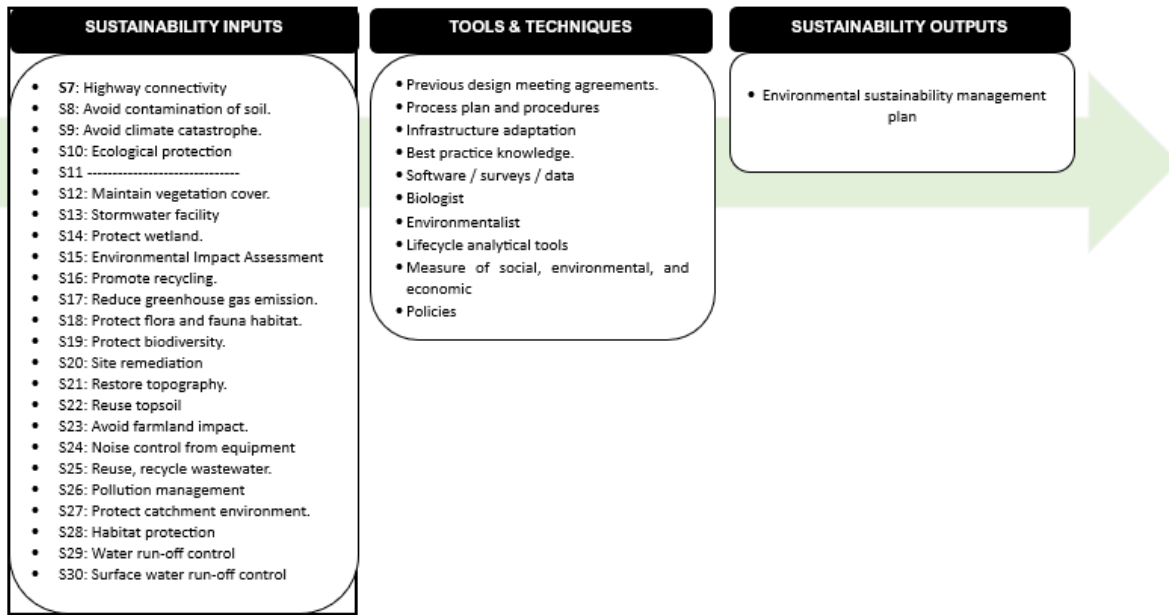 SUSTAINABILITY INPUTS
• S7: Highway connectivity
• S8: Avoid contamination of soil.
• S9: Avoid climate catastrophe.
• S10: Ecological protection
• S11 ----------------------------
• S12: Maintain vegetation cover.
• S13: Stormwater facility
• S14: Protect wetland.
• S15: Environmental Impact Assessment
• S16: Promote recycling.
• S17: Reduce greenhouse gas emission.
• S18: Protect flora and fauna habitat.
• S19: Protect biodiversity.
• S20: Site remediation
• S21: Restore topography.
• S22: Reuse topsoil
• S23: Avoid farmland impact.
• S24: Noise control from equipment
• S25: Reuse, recycle wastewater.
• S26: Pollution management
• S27: Protect catchment environment.
• S28: Habitat protection
• S29: Water run-off control
• S30: Surface water run-off control
TOOLS & TECHNIQUES
• Previous design meeting agreements.
• Process plan and procedures
• Infrastructure adaptation
• Best practice knowledge.
• Software / surveys / data
• Biologist
• Environmentalist
• Lifecycle analytical tools
• Measure of social, environmental, and
economic
• Policies
SUSTAINABILITY OUTPUTS
• Environmental sustainability management
plan